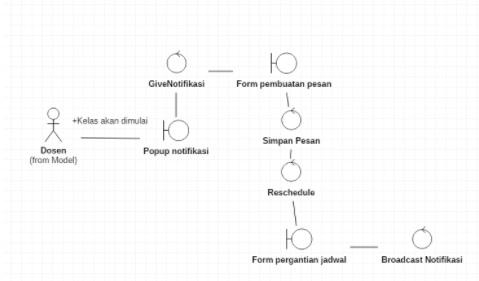 GiveNotifikasi
Form pembuatan pesan
+Kelas akan dimulai
Dosen
(from Model)
Popup notifikasi
Simpan Pesan
Reschedule
Form pergantian jadwal
Broadcast Notifikasi